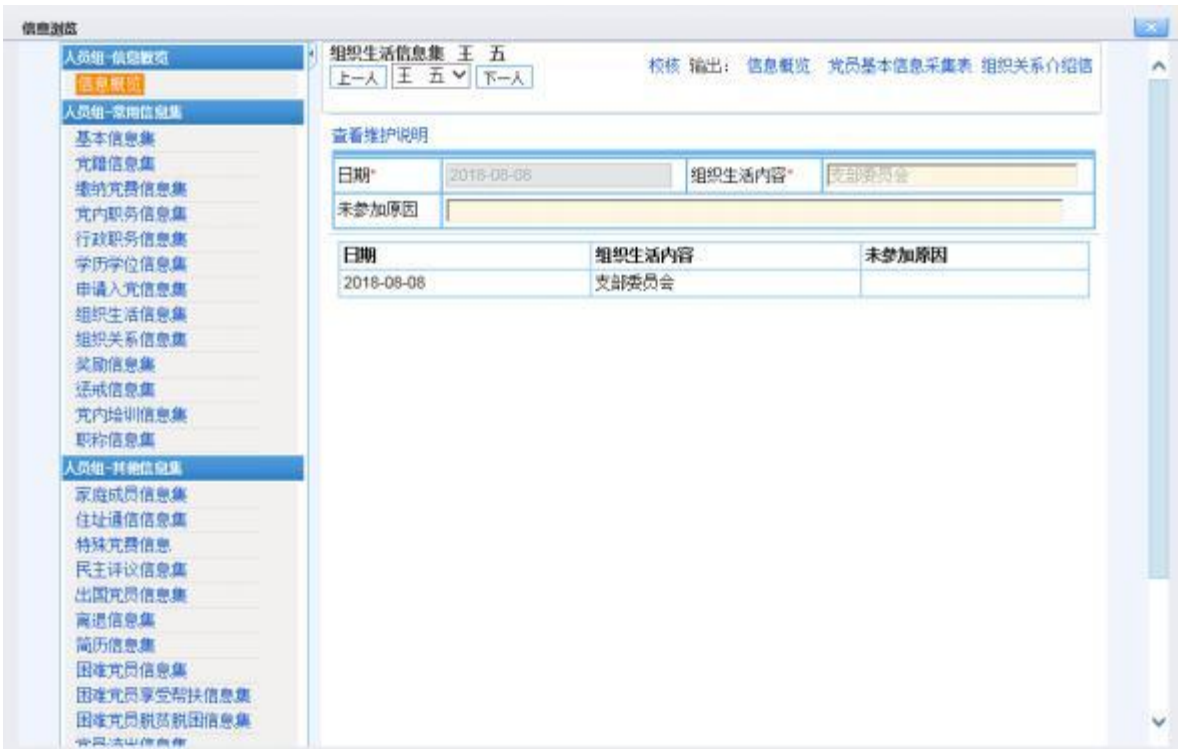 信息浏览
人员组-信息概览
信息概览
人员组-常用信息集
基本信息集
党籍信息集
缴纳党费信息集
党内职务信息集
行政职务信息集
学历学位信息集
申请入党信息集
组织生活信息集
组织关系信息集
奖励信息集
惩戒信息集
党内培训信息集
职称信息集
人员组-其他信息集
家庭成员信息集
住址通信信息集
特殊党费信息
民主评议信息集
出国党员信息集
离退信息集
简历信息集
困难党员信息集
困难党员享受帮扶信息集
困难党员脱贫脱困信息集
党员流出信息集
组织生活信息集 王 五
上一人 王 五 下一人
校核 输出: 信息概览 党员基本信息采集表 组织关系介绍信
查看维护说明
日期* 2018-08-08 组织生活内容* 支部委员会
未参加原因
日期 组织生活内容 未参加原因
2018-08-08 支部委员会